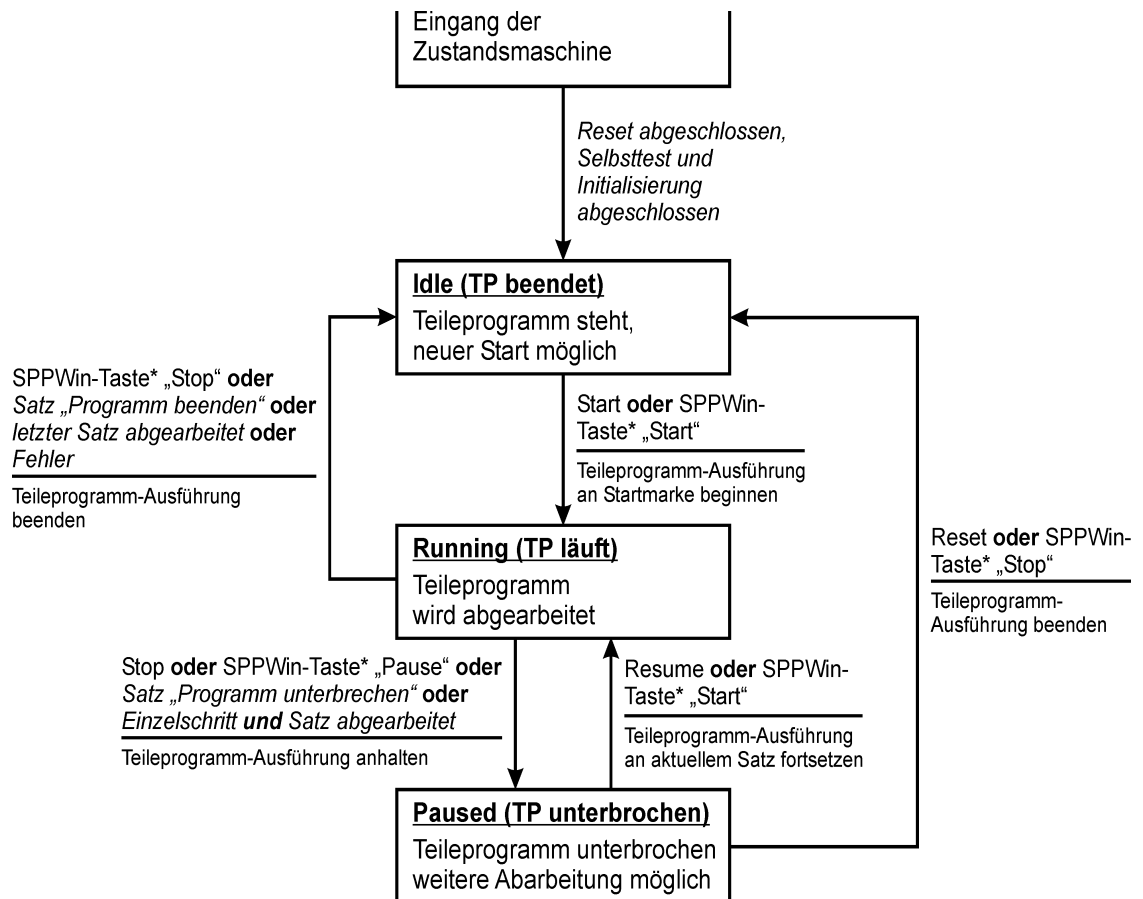 Eingang der
Zustandsmaschine
Reset abgeschlossen,
Selbsttest und
Initialisierung
abgeschlossen
Idle (TP beendet)
Teileprogramm steht,
neuer Start möglich
SPPWin-Taste* „Stop“ oder
Satz „Programm beenden“ oder
letzter Satz abgearbeitet oder
Fehler
Teileprogramm-Ausführung
beenden
Start oder SPPWin-
Taste* „Start“
Teileprogramm-Ausführung
an Startmarke beginnen
Running (TP läuft)
Teileprogramm
wird abgearbeitet
Reset oder SPPWin-
Taste* „Stop“
Teileprogramm-
Ausführung beenden
Stop oder SPPWin-Taste* „Pause“ oder
Satz „Programm unterbrechen“ oder
Einzelschritt und Satz abgearbeitet
Teileprogramm-Ausführung anhalten
Resume oder SPPWin-
Taste* „Start“
Teileprogramm-Ausführung
an aktuellem Satz fortsetzen
Paused (TP unterbrochen)
Teileprogramm unterbrochen
weitere Abarbeitung möglich